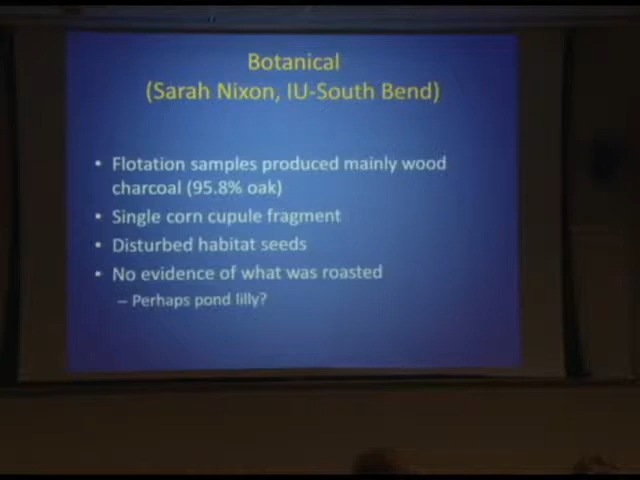 Botanical
(Sarah Nixon, IU-South Bend)
• Flotation samples produced mainly wood
charcoal (95.8% oak)
• Single corn cupule fragment
• Disturbed habitat seeds
• No evidence of what was roasted
– Perhaps pond lilly?